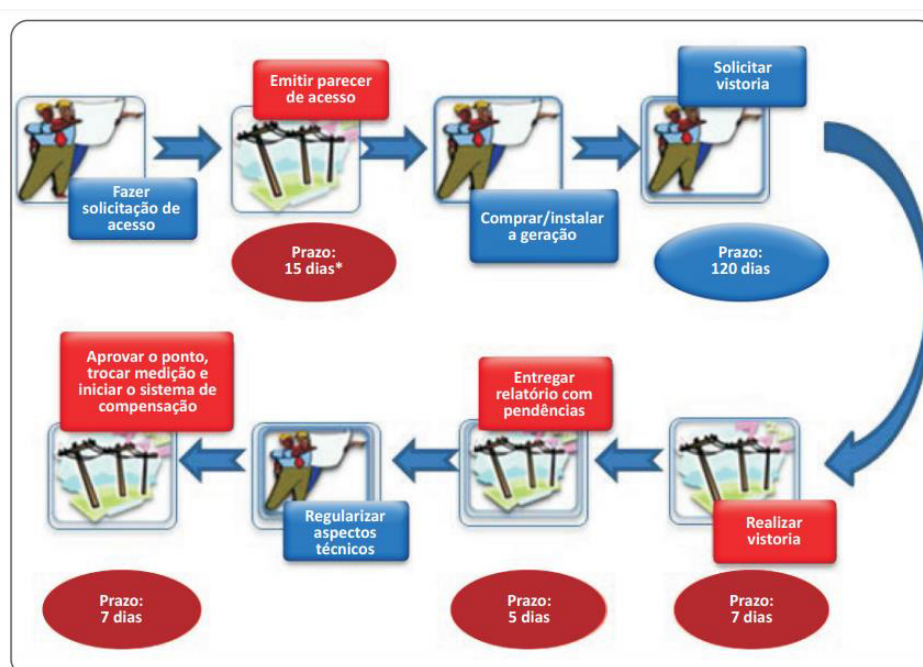 Fazer
solicitação de
acesso
Emitir parecer
de acesso
Prazo:
15 dias*
Comprar/instalar
a geração
Solicitar
vistoria
Prazo:
120 dias
Realizar
vistoria
Prazo:
7 dias
Entregar
relatório com
pendências
Prazo:
5 dias
Regularizar
aspectos
técnicos
Aprovar o ponto,
trocar medição e
iniciar o sistema de
compensação
Prazo:
7 dias